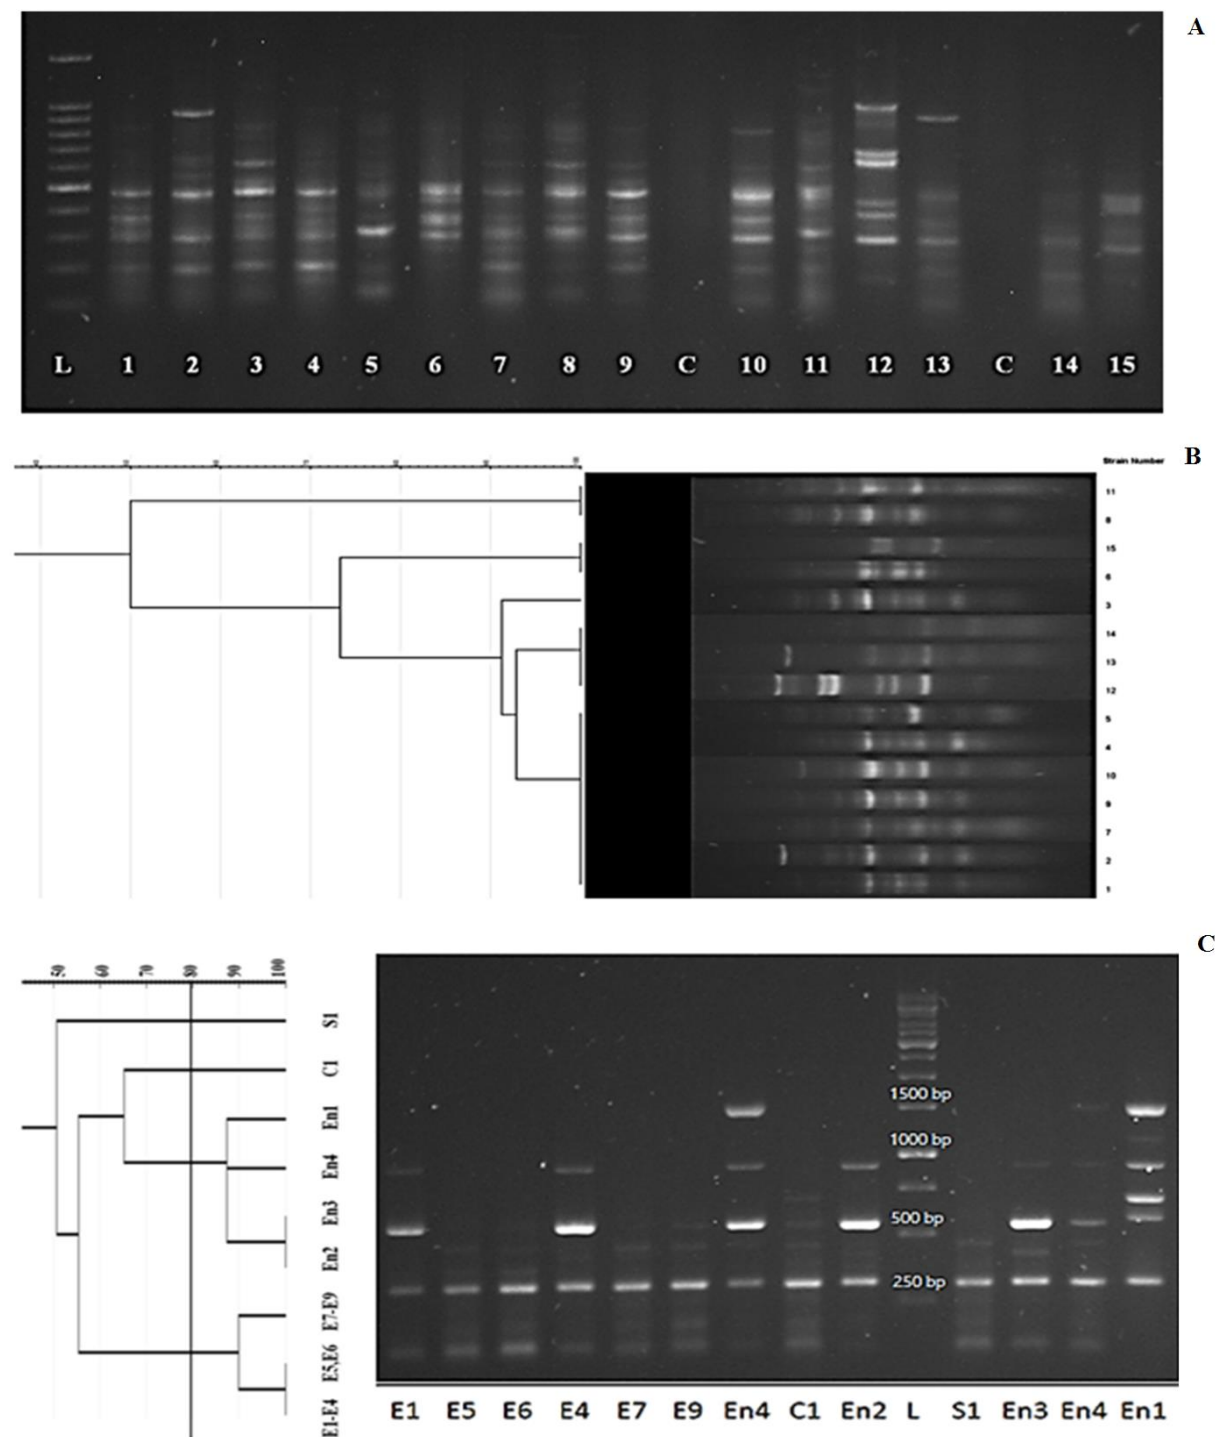 A
L 1 2 3 4 5 6 7 8 9 C 10 11 12 13 C 14 15
Strain Number
B
11
8
15
6
3
14
13
12
5
4
10
9
7
2
1
C
50 60 70 80 90 100
S1
C1
En1
En4
En3
En2
E7-E9
E5,E6
E1-E4
1500 bp
1000 bp
500 bp
250 bp
E1 E5 E6 E4 E7 E9 En4 C1 En2 L S1 En3 En4 En1